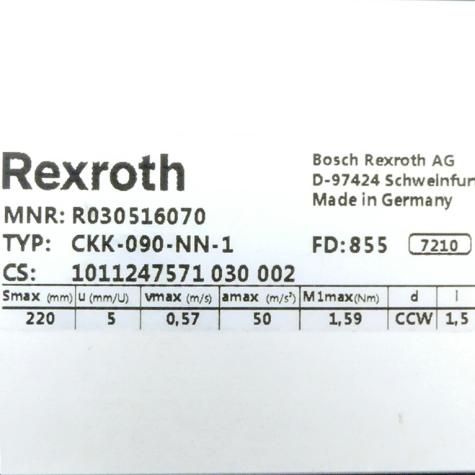 Rexroth
Bosch Rexroth AG
D-97424 Schweinfur
Made in Germany
MNR: R030516070
TYP: CKK-090-NN-1 FD: 855 7210
CS: 1011247571 030 002
Smax (mm) u (mm/U) vmax (m/s) amax (m/s²) M1max(Nm) d l
220 5 0,57 50 1,59 CCW 1,5